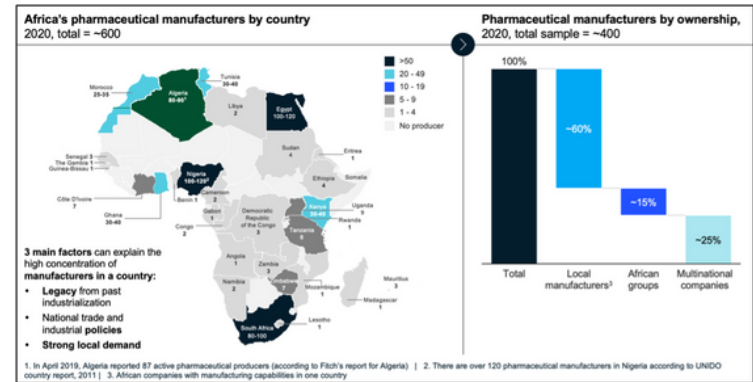 Africa's pharmaceutical manufacturers by country
2020, total = ~600
>50
20 - 49
10 - 19
5 - 9
1 - 4
No producer
Morocco
25-35
Tunisia
30-40
Algeria
80-90¹
Libya
2
Egypt
100-120
Senegal 3
The Gambia 1
Guinea-Bissau 1
Sudan
4
Eritrea
1
Nigeria
100-120²
Ethiopia
4
Somalia
Côte D'Ivoire
7
Ghana
30-40
Benin 1
Cameroon
2
Gabon
1
Congo
2
Democratic
Republic
of the Congo
3
Kenya
30-40
Uganda
Rwanda
1
Tanzania
Angola
1
Zambia
3
Namibia
2
Zimbabwe
7
Mozambique
1
Mauritius
3
Madagascar
1
Lesotho
1
South Africa
80-100
3 main factors can explain the
high concentration of
manufacturers in a country:
• Legacy from past
industrialization
• National trade and
industrial policies
• Strong local demand
Pharmaceutical manufacturers by ownership,
2020, total sample = ~400
100%
~60%
~15%
~25%
Total
Local
manufacturers³
African
groups
Multinational
companies
1. In April 2019, Algeria reported 87 active pharmaceutical producers (according to Fitch's report for Algeria) | 2. There are over 120 pharmaceutical manufacturers in Nigeria according to UNIDO
country report, 2011 | 3. African companies with manufacturing capabilities in one country